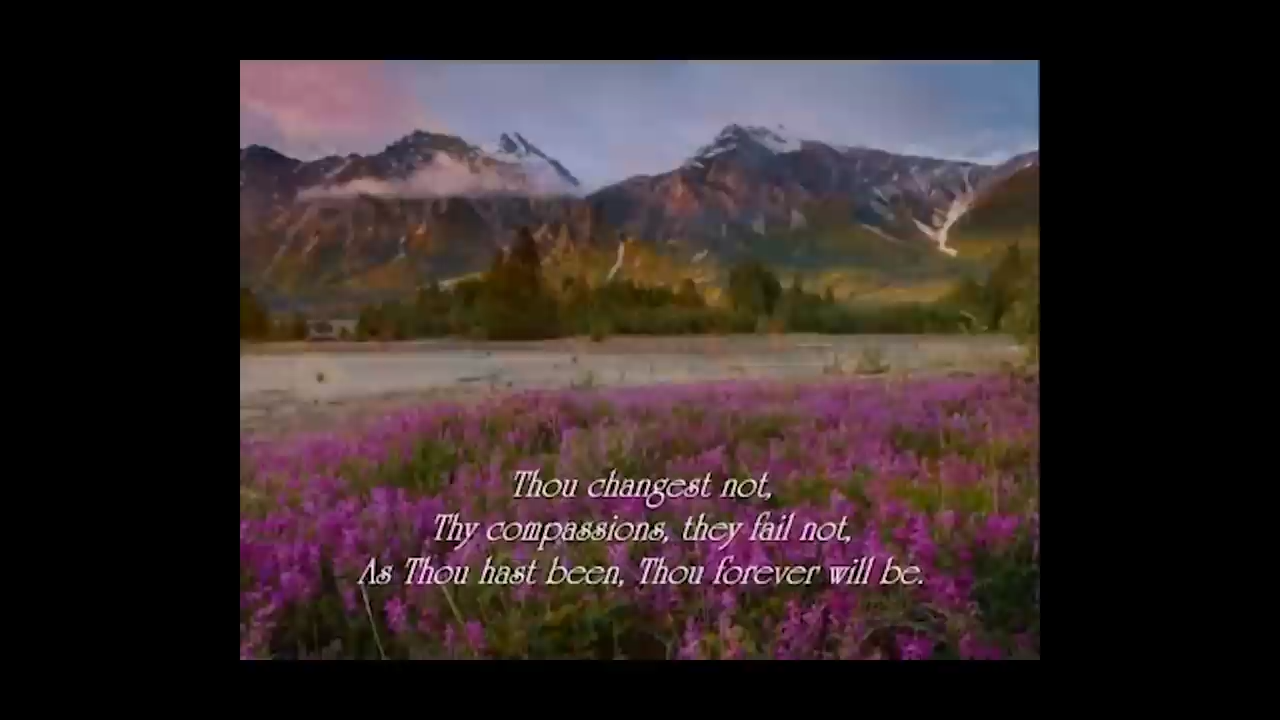 Thou changest not,
Thy compassions, they fail not,
As Thou hast been, Thou forever will be.